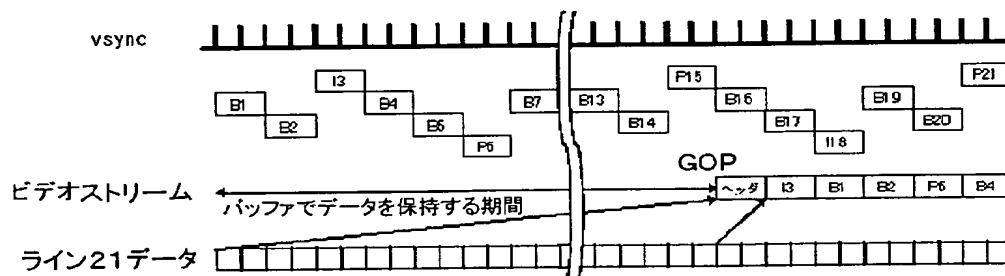 vsync
I3 P15 P21
B1 B4 B7 B13 B16 B19
B2 B5 B14 B17 B20
P6 I18
GOP
ビデオストリーム ヘッダ I3 B1 B2 P6 B4
バッファでデータを保持する期間
ライン21データ